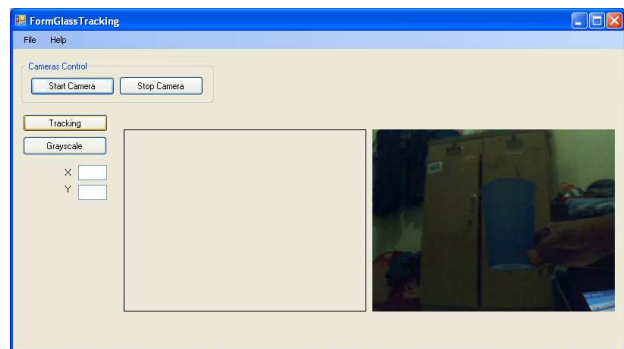 FormGlassTracking
File Help
Cameras Control
Start Camera Stop Camera
Tracking
Grayscale
X
Y